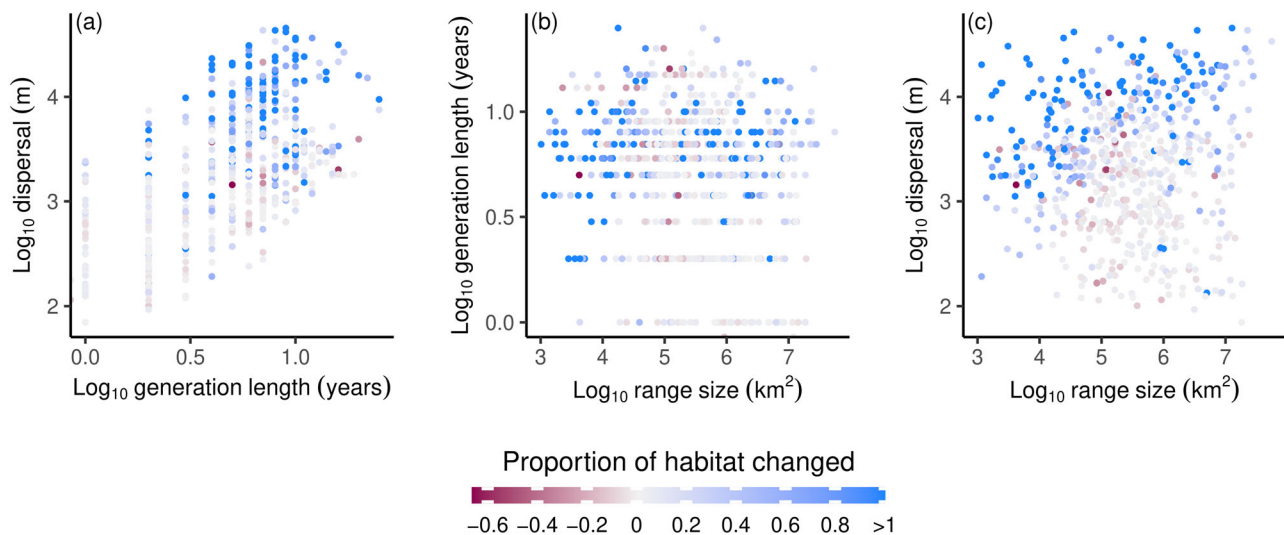 (a)
Log₁₀ dispersal (m)
4
3
2
0.0 0.5 1.0
Log₁₀ generation length (years)
(b)
Log₁₀ generation length (years)
1.0
0.5
0.0
3 4 5 6 7
Log₁₀ range size (km²)
(c)
Log₁₀ dispersal (m)
4
3
2
3 4 5 6 7
Log₁₀ range size (km²)
Proportion of habitat changed
−0.6 −0.4 −0.2 0 0.2 0.4 0.6 0.8 >1